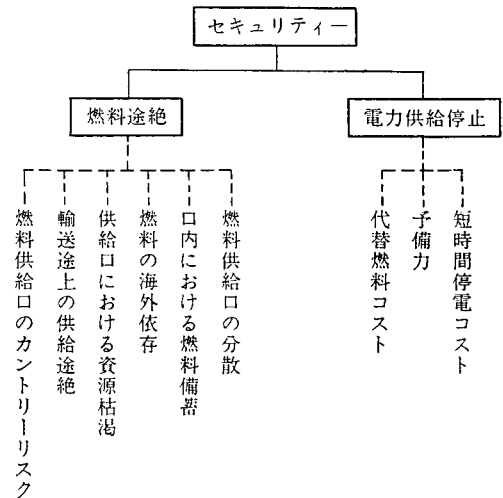 セキュリティー
燃料途絶
電力供給停止
燃料供給口のカントリーリスク
輸送途上の供給途絶
供給口における資源枯渇
燃料の海外依存
口内における燃料備蓄
燃料供給口の分散
代替燃料コスト
予備力
短時間停電コスト